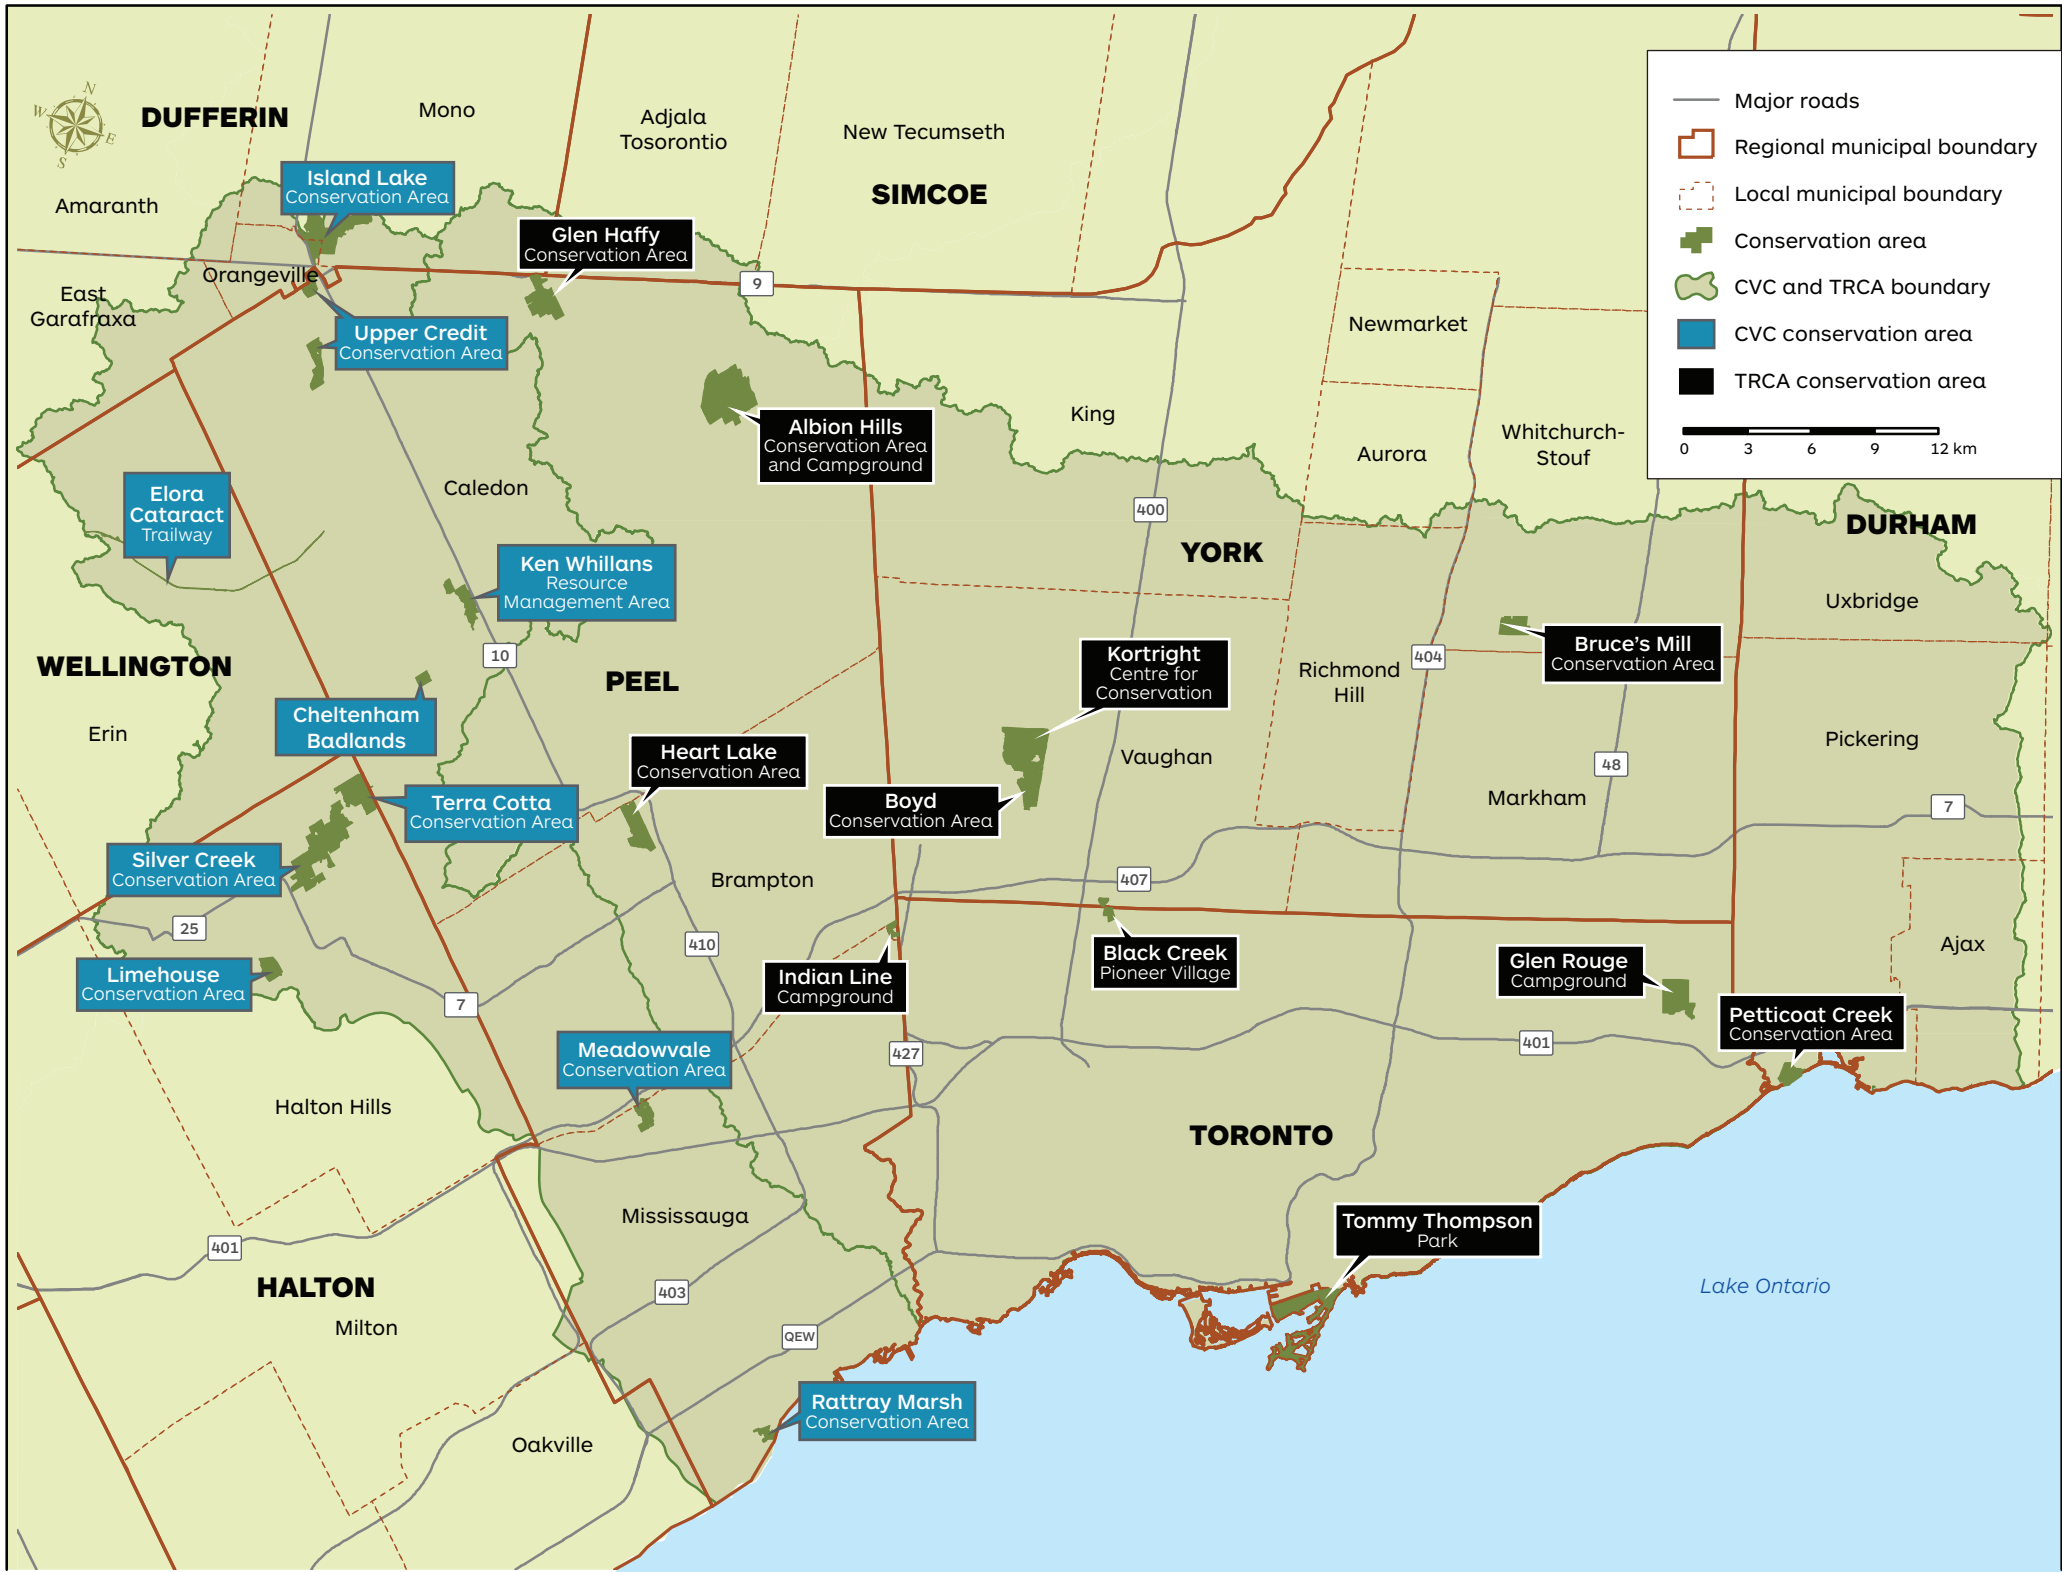 N
W
E
S
DUFFERIN
Mono
Adjala
Tosorontio
New Tecumseth
SIMCOE
Amaranth
Island Lake
Conservation Area
Glen Haffy
Conservation Area
Orangeville
East
Garafraxa
9
Upper Credit
Conservation Area
Newmarket
Albion Hills
Conservation Area
and Campground
King
Aurora
Whitchurch-
Stouf
Major roads
Regional municipal boundary
Local municipal boundary
Conservation area
CVC and TRCA boundary
CVC conservation area
TRCA conservation area
0 3 6 9 12 km
Elora
Cataract
Trailway
Caledon
400
YORK
DURHAM
Ken Whillans
Resource
Management Area
Uxbridge
10
WELLINGTON
PEEL
Kortright
Centre for
Conservation
Richmond
Hill
404
Bruce's Mill
Conservation Area
Erin
Cheltenham
Badlands
Heart Lake
Conservation Area
Vaughan
48
Pickering
Markham
7
Terra Cotta
Conservation Area
Boyd
Conservation Area
Silver Creek
Conservation Area
Brampton
407
25
410
Black Creek
Pioneer Village
Ajax
Limehouse
Conservation Area
7
Indian Line
Campground
Glen Rouge
Campground
Petticoat Creek
Conservation Area
Meadowvale
Conservation Area
427
401
Halton Hills
TORONTO
Mississauga
401
Tommy Thompson
Park
HALTON
403
Lake Ontario
Milton
QEW
Rattray Marsh
Conservation Area
Oakville